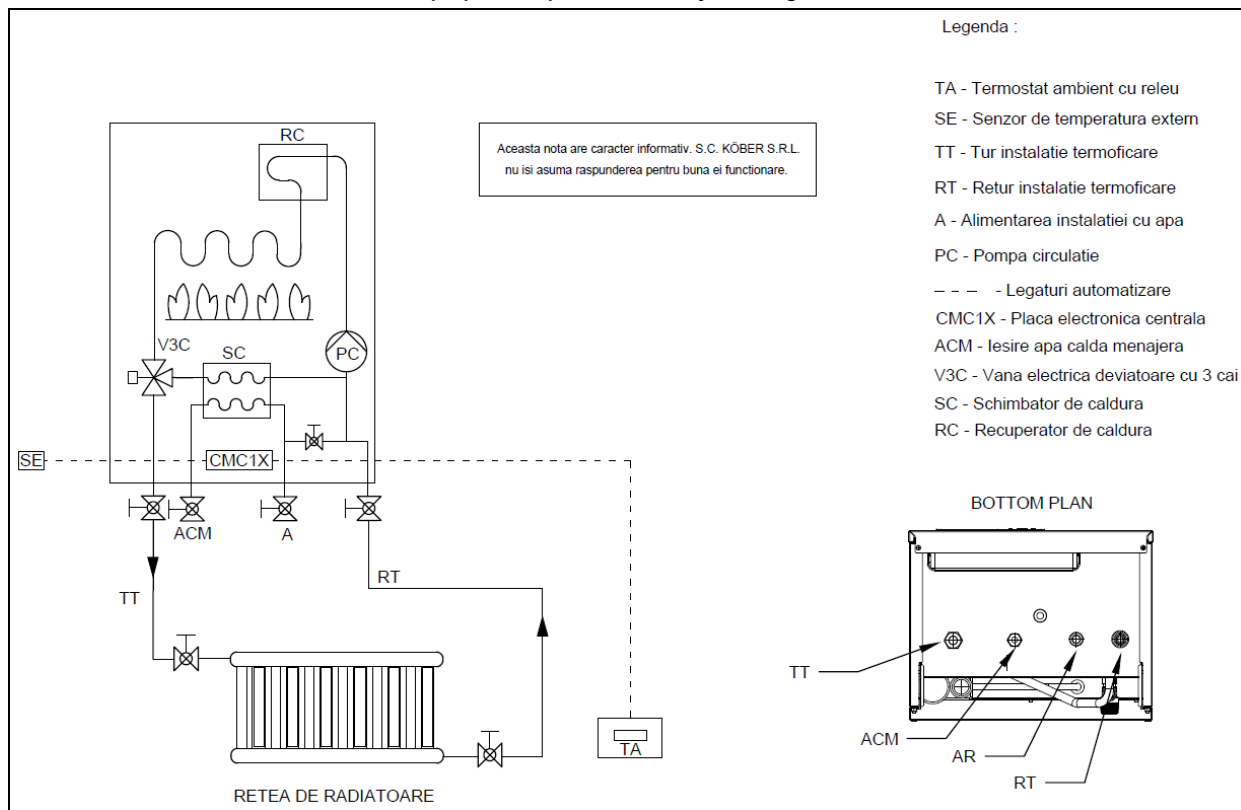 Legenda :
TA - Termostat ambient cu releu
SE - Senzor de temperatura extern
TT - Tur instalatie termoficare
RT - Retur instalatie termoficare
A - Alimentarea instalatiei cu apa
PC - Pompa circulatie
- - - - Legaturi automatizare
CMC1X - Placa electronica centrala
ACM - Iesire apa calda menajera
V3C - Vana electrica deviatoare cu 3 cai
SC - Schimbator de caldura
RC - Recuperator de caldura
Aceasta nota are caracter informativ. S.C. KÖBER S.R.L.
nu isi asuma raspunderea pentru buna ei functionare.
RC
V3C
SC
PC
SE
CMC1X
ACM
A
TT
RT
TA
RETEA DE RADIATOARE
BOTTOM PLAN
TT
ACM
AR
RT